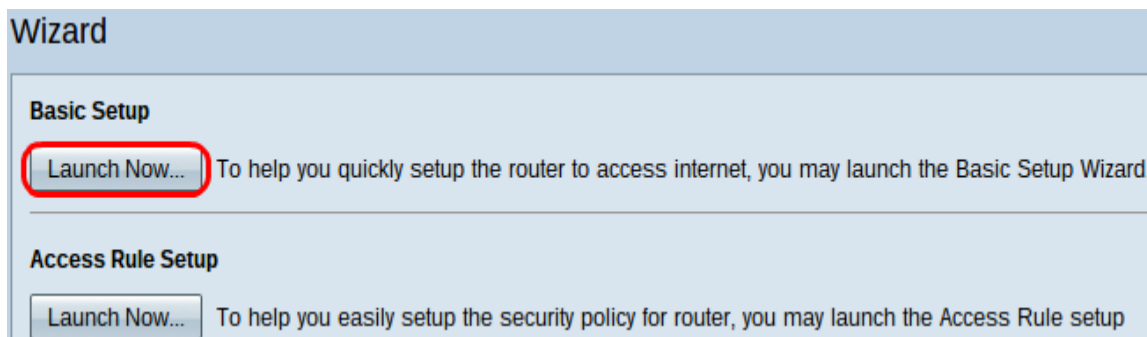 Wizard
Basic Setup
Launch Now... To help you quickly setup the router to access internet, you may launch the Basic Setup Wizard
Access Rule Setup
Launch Now... To help you easily setup the security policy for router, you may launch the Access Rule setup